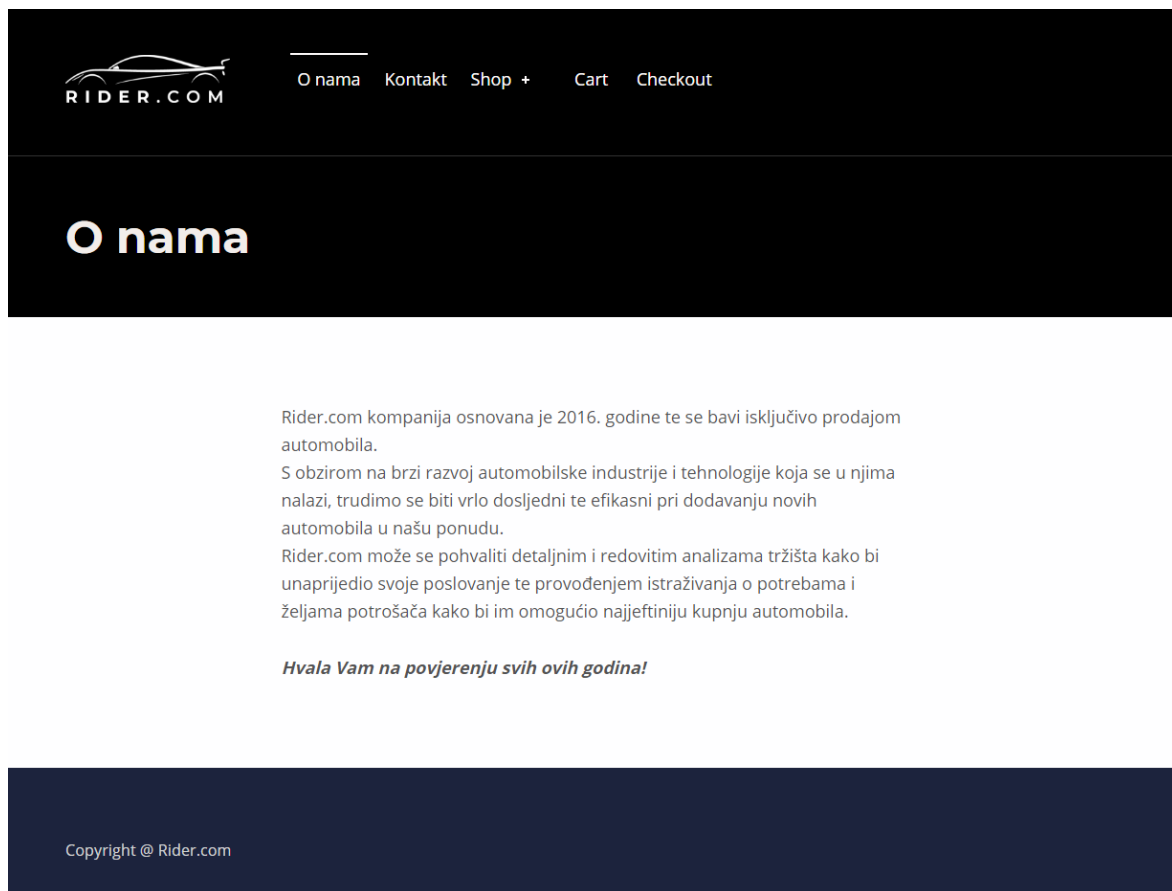 RIDER.COM
O nama Kontakt Shop + Cart Checkout
O nama
Rider.com kompanija osnovana je 2016. godine te se bavi isključivo prodajom
automobila.
S obzirom na brzi razvoj automobilske industrije i tehnologije koja se u njima
nalazi, trudimo se biti vrlo dosljedni te efikasni pri dodavanju novih
automobila u našu ponudu.
Rider.com može se pohvaliti detaljnim i redovitim analizama tržišta kako bi
unaprijedio svoje poslovanje te provođenjem istraživanja o potrebama i
željama potrošača kako bi im omogućio najjeftiniju kupnju automobila.
Hvala Vam na povjerenju svih ovih godina!
Copyright @ Rider.com